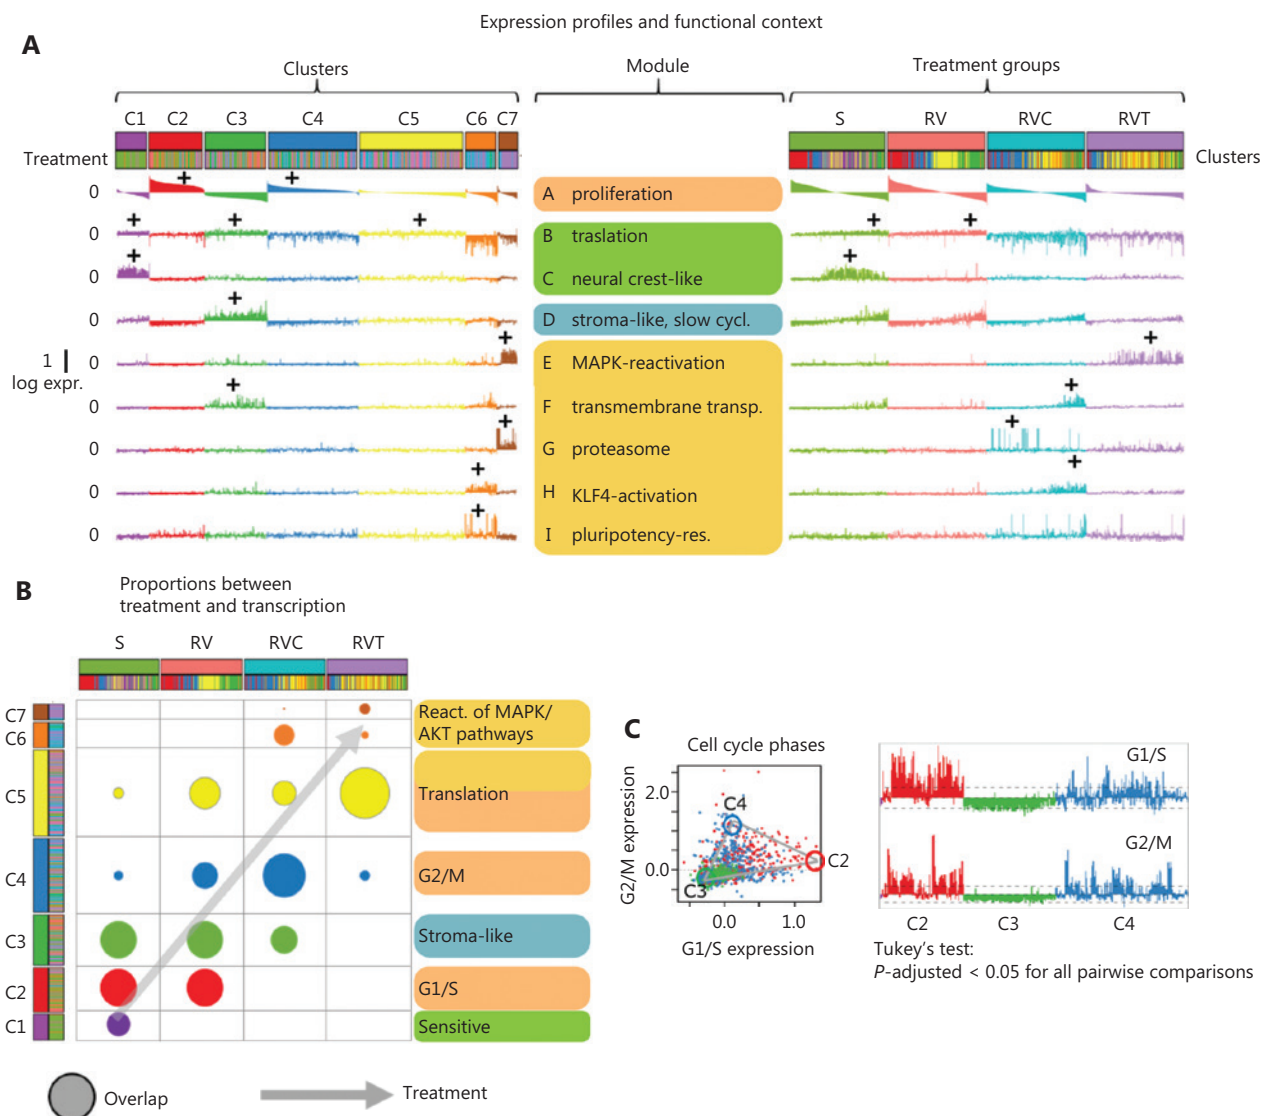 Expression profiles and functional context
A
Clusters
Module
Treatment groups
C1 C2 C3 C4 C5 C6 C7
S RV RVC RVT
Treatment
Clusters
0 + + A proliferation
0 + + + B traslation + +
0 + C neural crest-like +
0 + D stroma-like, slow cycl.
1 log expr.
0 + E MAPK-reactivation +
0 + F transmembrane transp. +
0 + G proteasome +
0 + H KLF4-activation +
0 + I pluripotency-res.
B
Proportions between
treatment and transcription
S RV RVC RVT
C7
C6
React. of MAPK/
AKT pathways
C5 Translation
C4 G2/M
C3 Stroma-like
C2 G1/S
C1 Sensitive
Overlap
Treatment
C
Cell cycle phases
G2/M expression
2.0
0.0
C4
C2
C3
0.0 1.0
G1/S expression
G1/S
G2/M
C2 C3 C4
Tukey's test:
P-adjusted < 0.05 for all pairwise comparisons